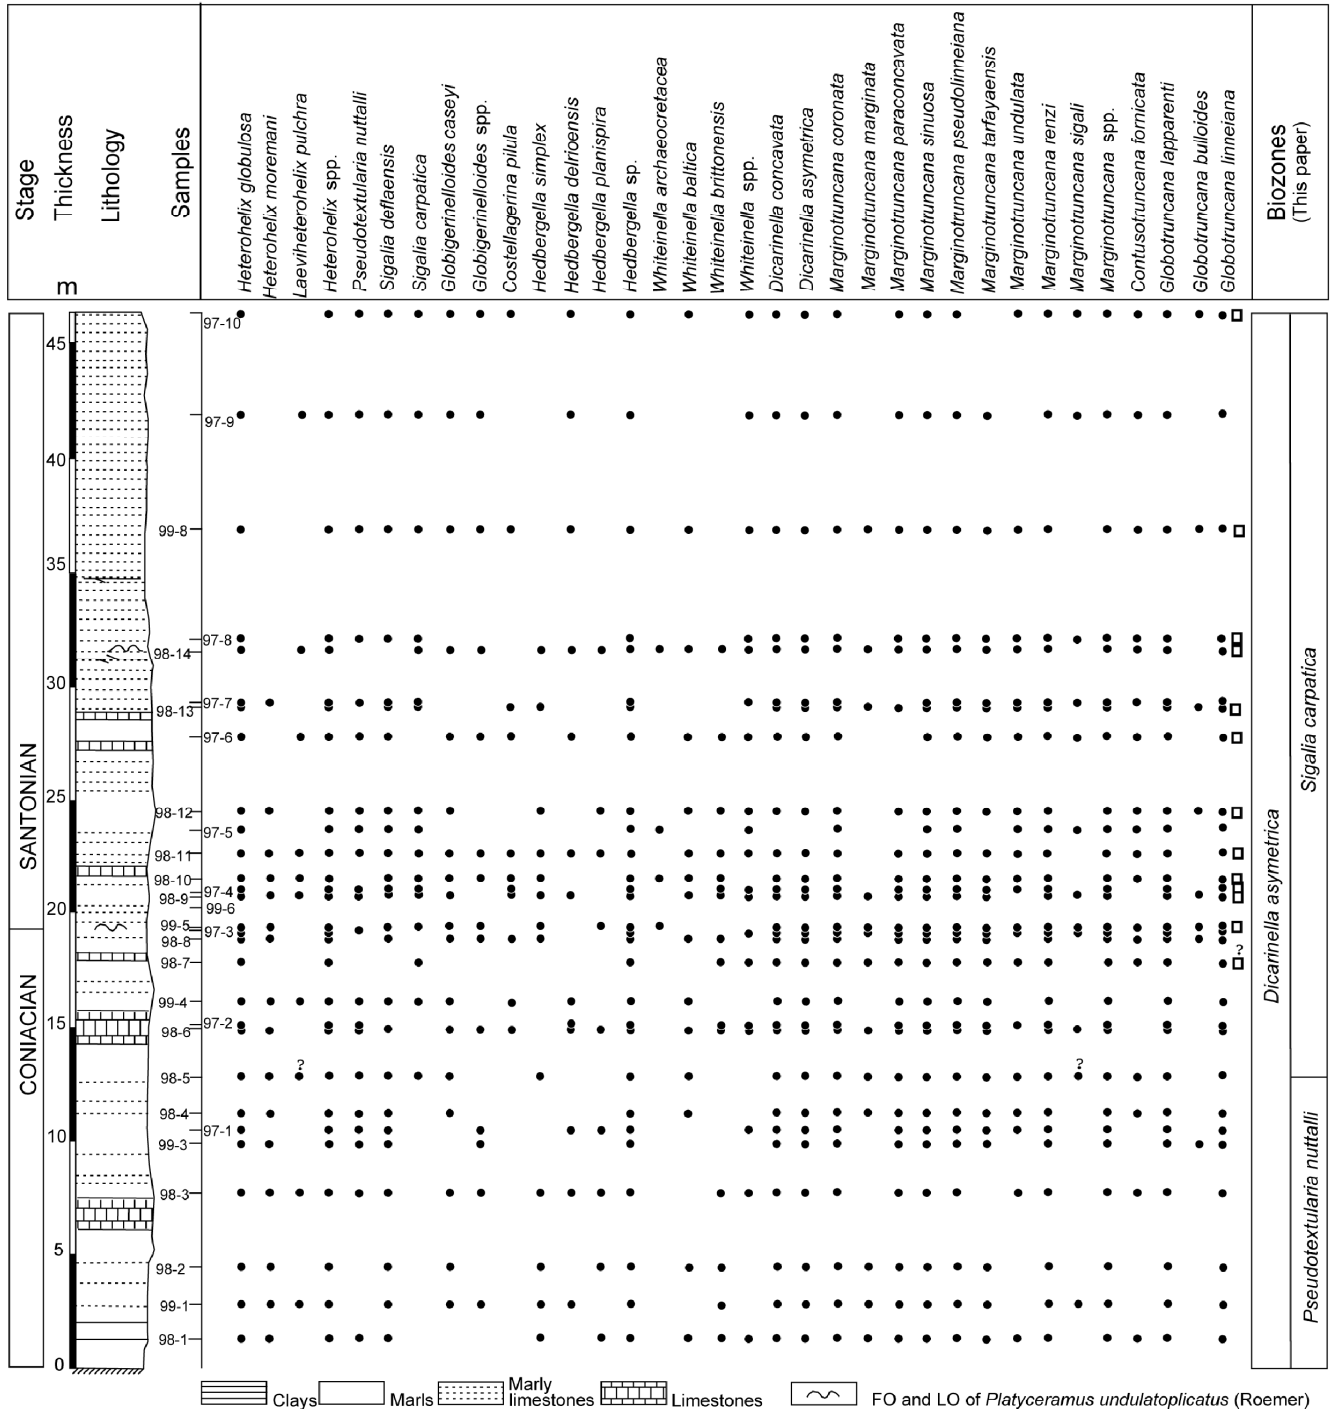 Stage
Thickness
m
Lithology
Samples
Heterohelix globulosa
Heterohelix moremani
Laeviheterohelix pulchra
Heterohelix spp.
Pseudotextularia nuttalli
Sigalia deflaensis
Sigalia carpatica
Globigerinelloides caseyi
Globigerinelloides spp.
Costellagerina pilula
Hedbergella simplex
Hedbergella delrioensis
Hedbergella planispira
Hedbergella sp.
Whiteinella archaeocretacea
Whiteinella baltica
Whiteinella brittonensis
Whiteinella spp.
Dicarinella concavata
Dicarinella asymetrica
Marginotruncana coronata
Marginotruncana marginata
Marginotruncana paraconcavata
Marginotruncana sinuosa
Marginotruncana pseudolinneiana
Marginotruncana tarfayaensis
Marginotruncana undulata
Marginotruncana renzi
Marginotruncana sigali
Marginotruncana spp.
Contusotruncana fornicata
Globotruncana lapparenti
Globotruncana bulloides
Globotruncana linneiana
Biozones
(This paper)
97-10
45
97-9
40
99-8
35
97-8
98-14
30
97-7
98-13
97-6
25
98-12
97-5
98-11
98-10
97-4
98-9
20
99-6
99-5
97-3
98-8
?
98-7
99-4
15
97-2
98-6
?
?
98-5
98-4
10
97-1
99-3
98-3
5
98-2
99-1
98-1
0
SANTONIAN
CONIACIAN
Dicarinella asymetrica
Sigalia carpatica
Pseudotextularia nuttalli
Clays
Marls
Marly
limestones
Limestones
FO and LO of Platyceramus undulatoplicatus (Roemer)